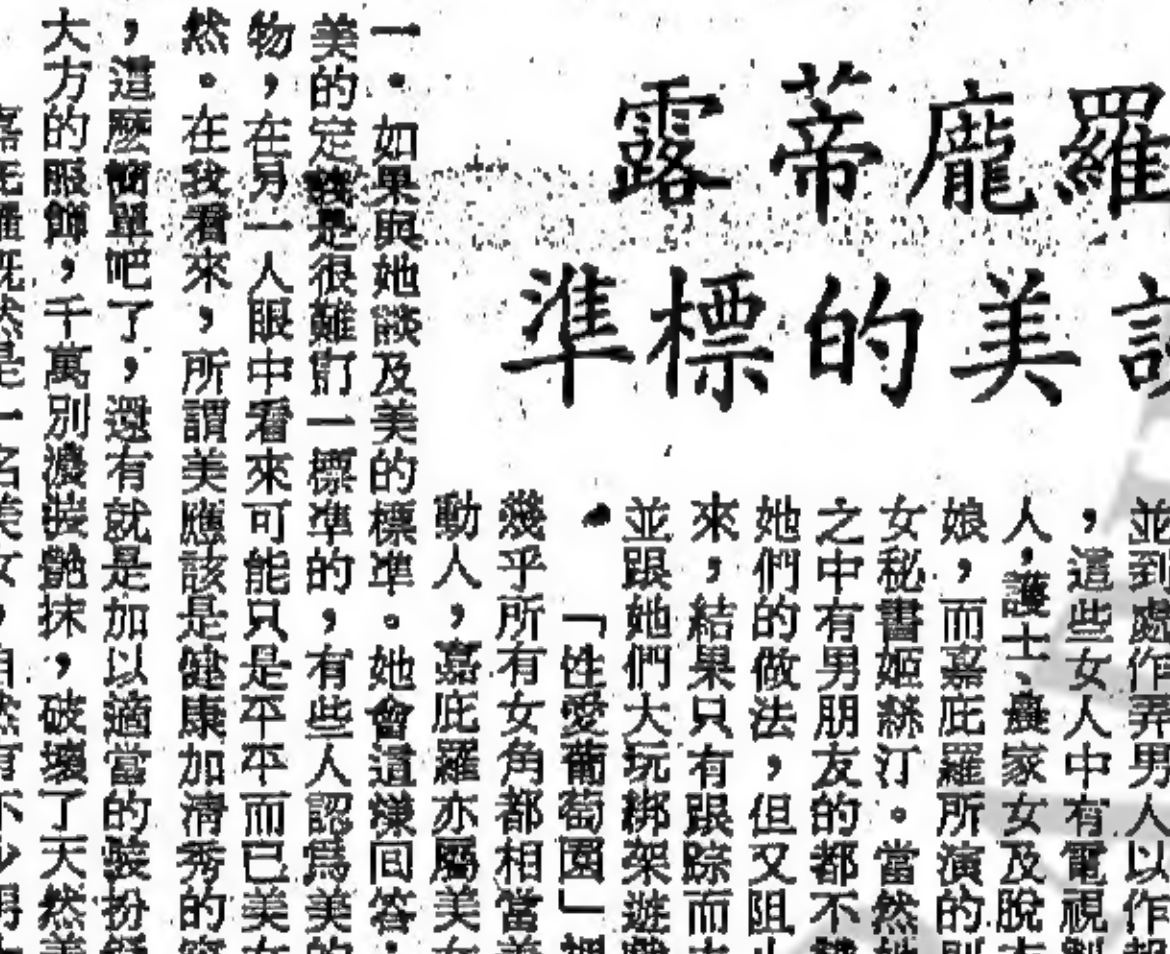 羅龐蒂露
談美的標準
並到處作弄男人以作
，這些女人中有電視製
人，護士、農家女及脫衣
娘，而嘉庇羅所演的則
女秘書姬絲汀。當然她
之中有男朋友的都不
她們的做法，但又阻止
來，結果只有跟踪而去
並跟她們大玩綁架遊戲
。
「性愛葡萄園」裡
幾乎所有女角都相當美
動人，嘉庇羅亦屬美女
一。如果與她談及美的標準。她會這樣回答：
美的定義是很難訂一標準的，有些人認爲美的
物，在另一人眼中看來可能只是平平而已美女
然。在我看來，所謂美應該是健康加清秀的容
，這麼簡單吧了，還有就是加以適當的裝扮
大方的服飾，千萬別濃裝艷抹，破壞了天然美
嘉庇羅既然是一名美女，自然有不少男